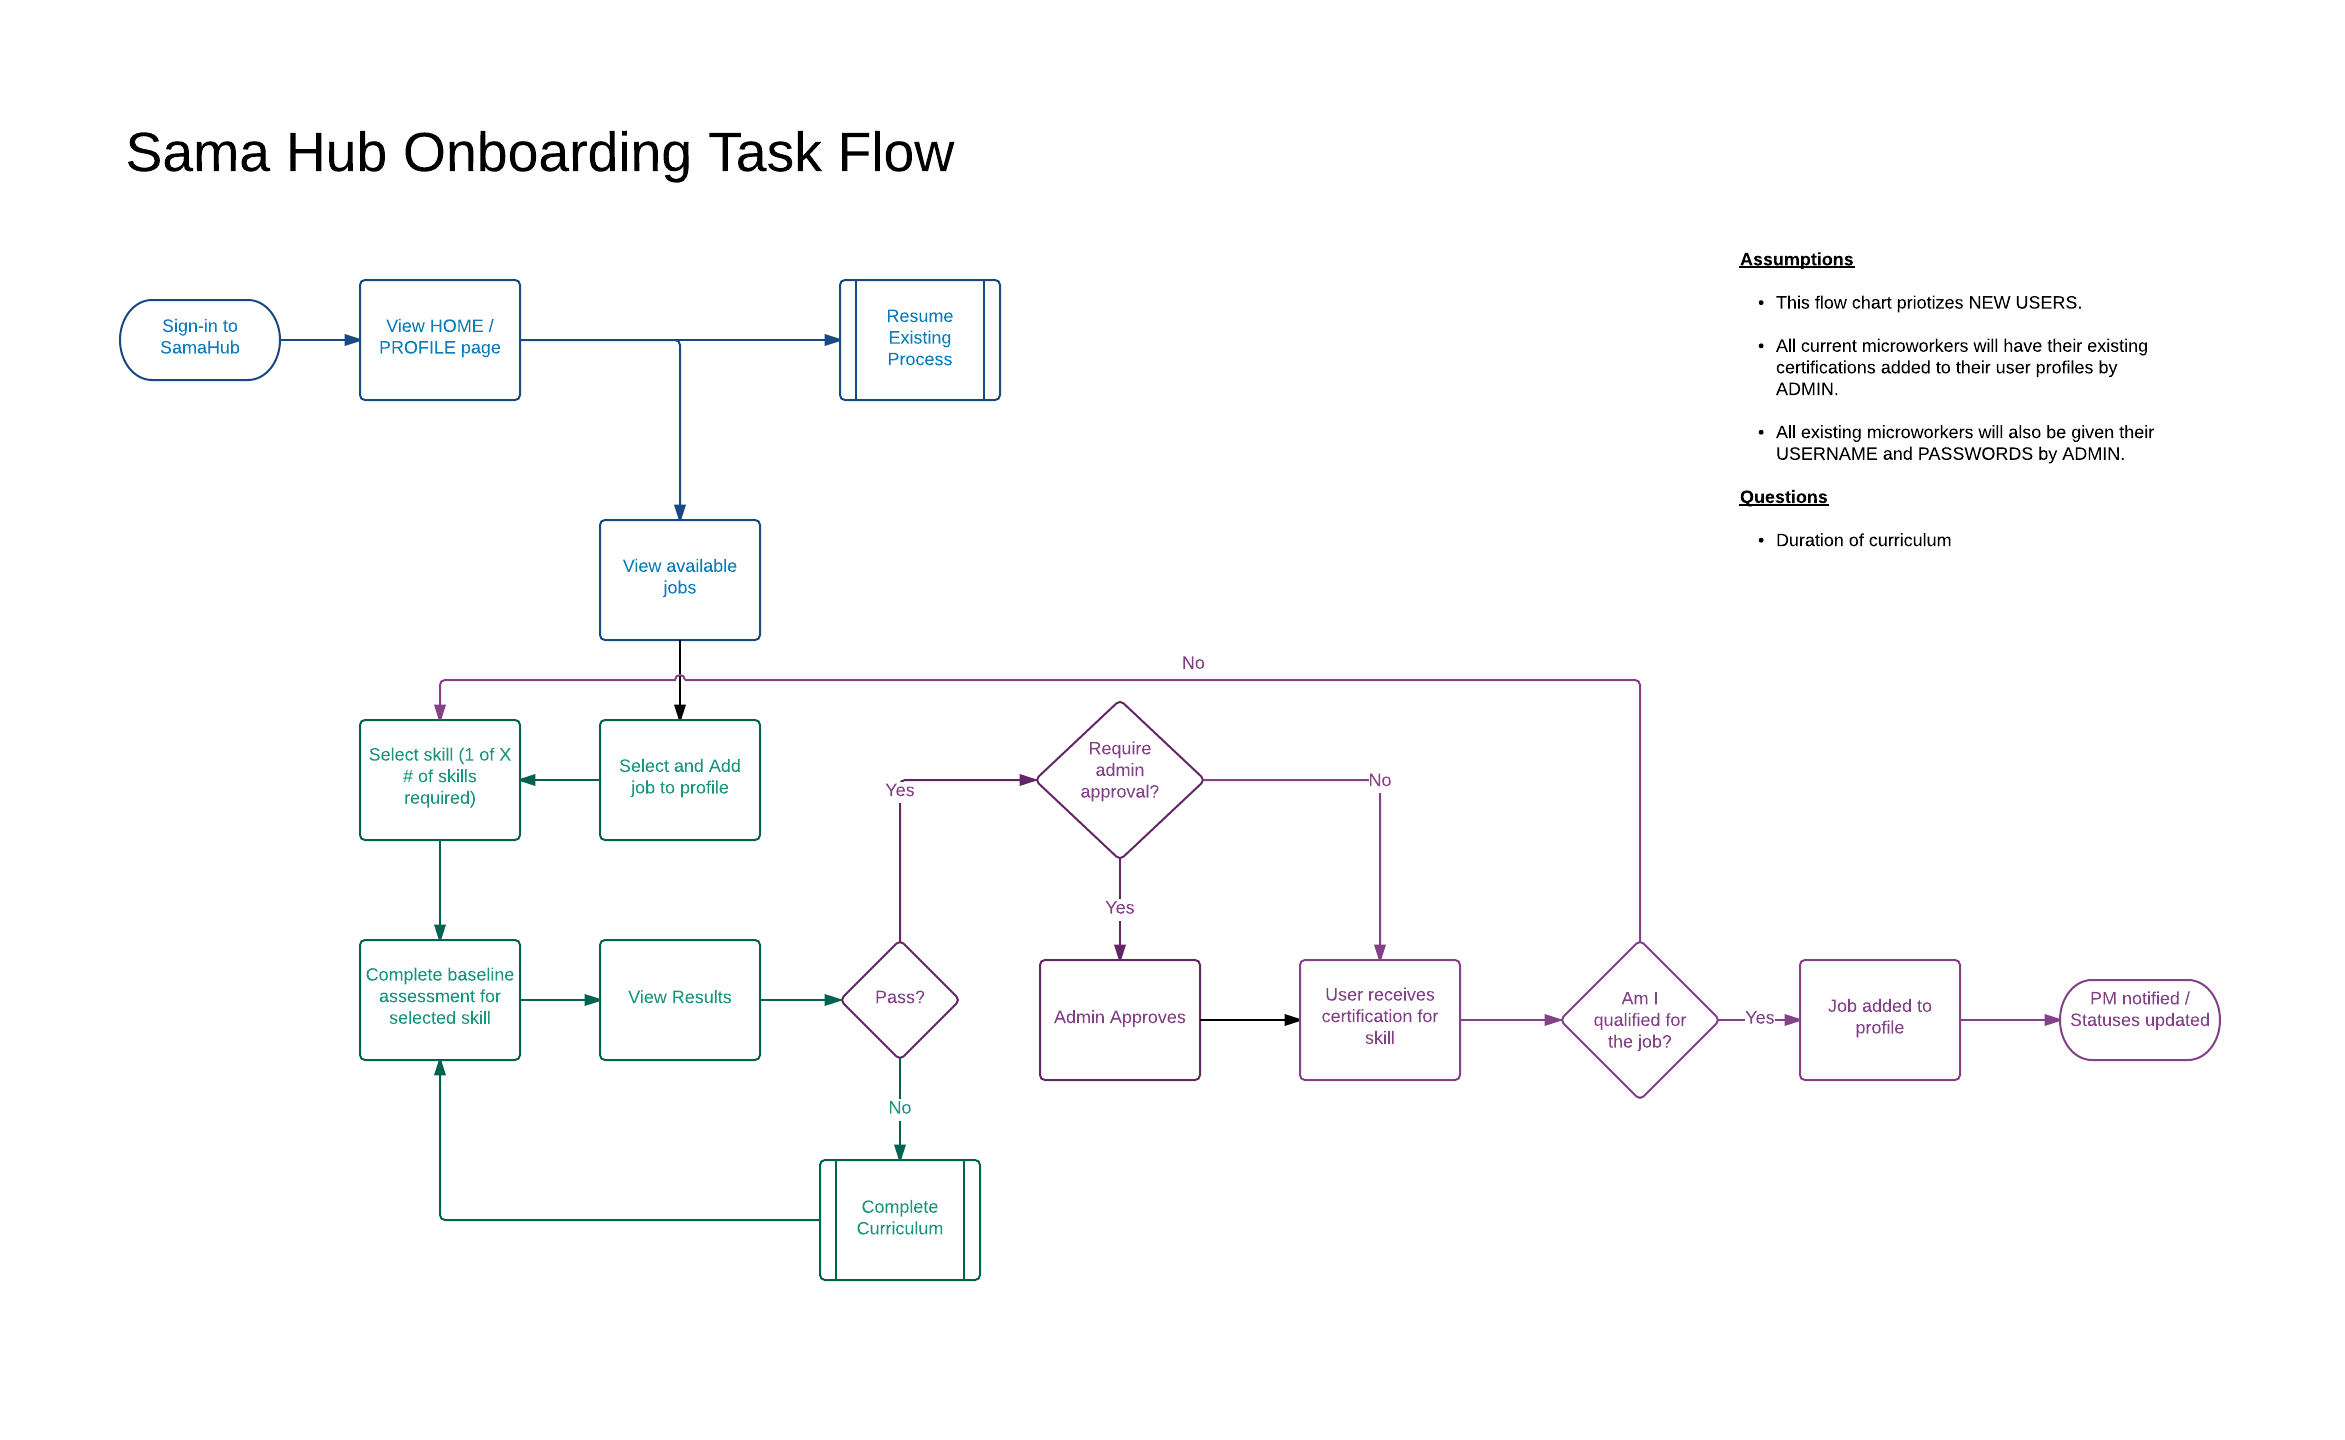 Sama Hub Onboarding Task Flow
Assumptions
• This flow chart priotizes NEW USERS.
• All current microworkers will have their existing
certifications added to their user profiles by
ADMIN.
• All existing microworkers will also be given their
USERNAME and PASSWORDS by ADMIN.
Questions
• Duration of curriculum
Sign-in to
SamaHub
View HOME /
PROFILE page
Resume
Existing
Process
View available
jobs
No
Select skill (1 of X
# of skills
required)
Select and Add
job to profile
Yes
Require
admin
approval?
No
Yes
Complete baseline
assessment for
selected skill
View Results
Pass?
Admin Approves
User receives
certification for
skill
Am I
qualified for
the job?
Yes
Job added to
profile
PM notified /
Statuses updated
No
Complete
Curriculum